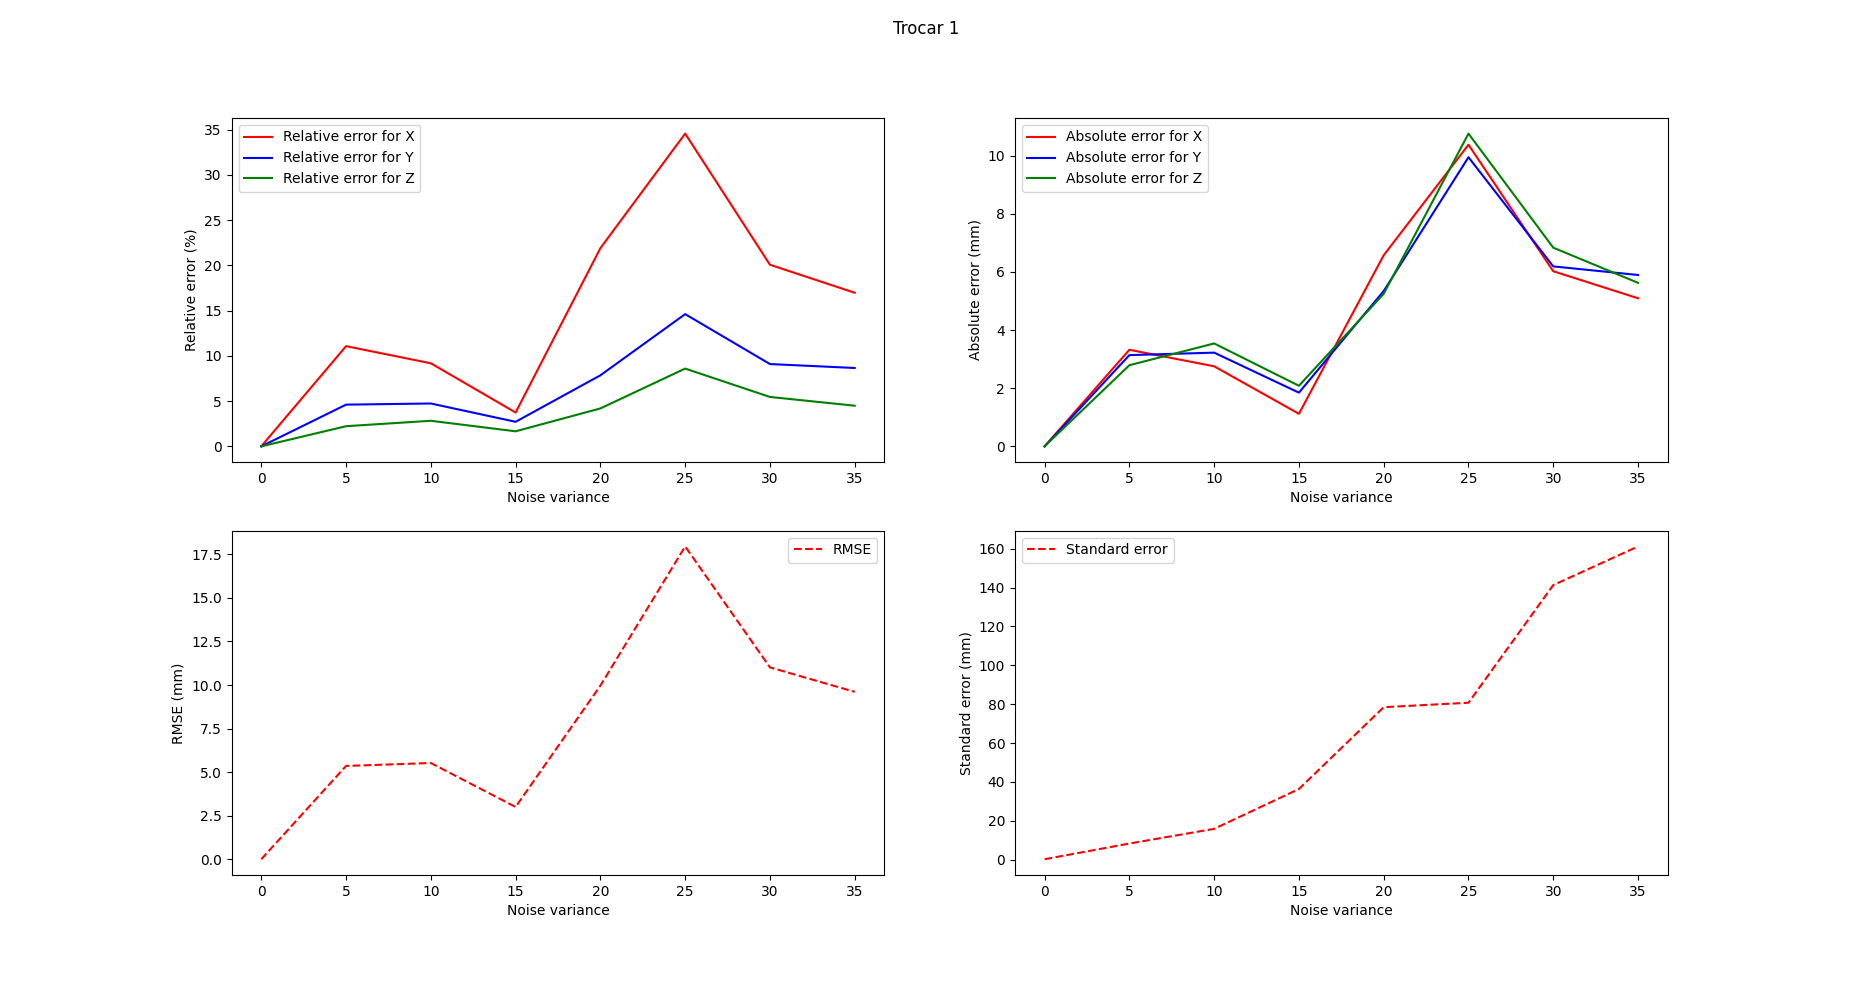 Trocar 1
Relative error for X
Relative error for Y
Relative error for Z
Relative error (%)
35
30
25
20
15
10
5
0
0 5 10 15 20 25 30 35
Noise variance
Absolute error for X
Absolute error for Y
Absolute error for Z
Absolute error (mm)
10
8
6
4
2
0
0 5 10 15 20 25 30 35
Noise variance
RMSE
RMSE (mm)
17.5
15.0
12.5
10.0
7.5
5.0
2.5
0.0
0 5 10 15 20 25 30 35
Noise variance
Standard error
Standard error (mm)
160
140
120
100
80
60
40
20
0
0 5 10 15 20 25 30 35
Noise variance